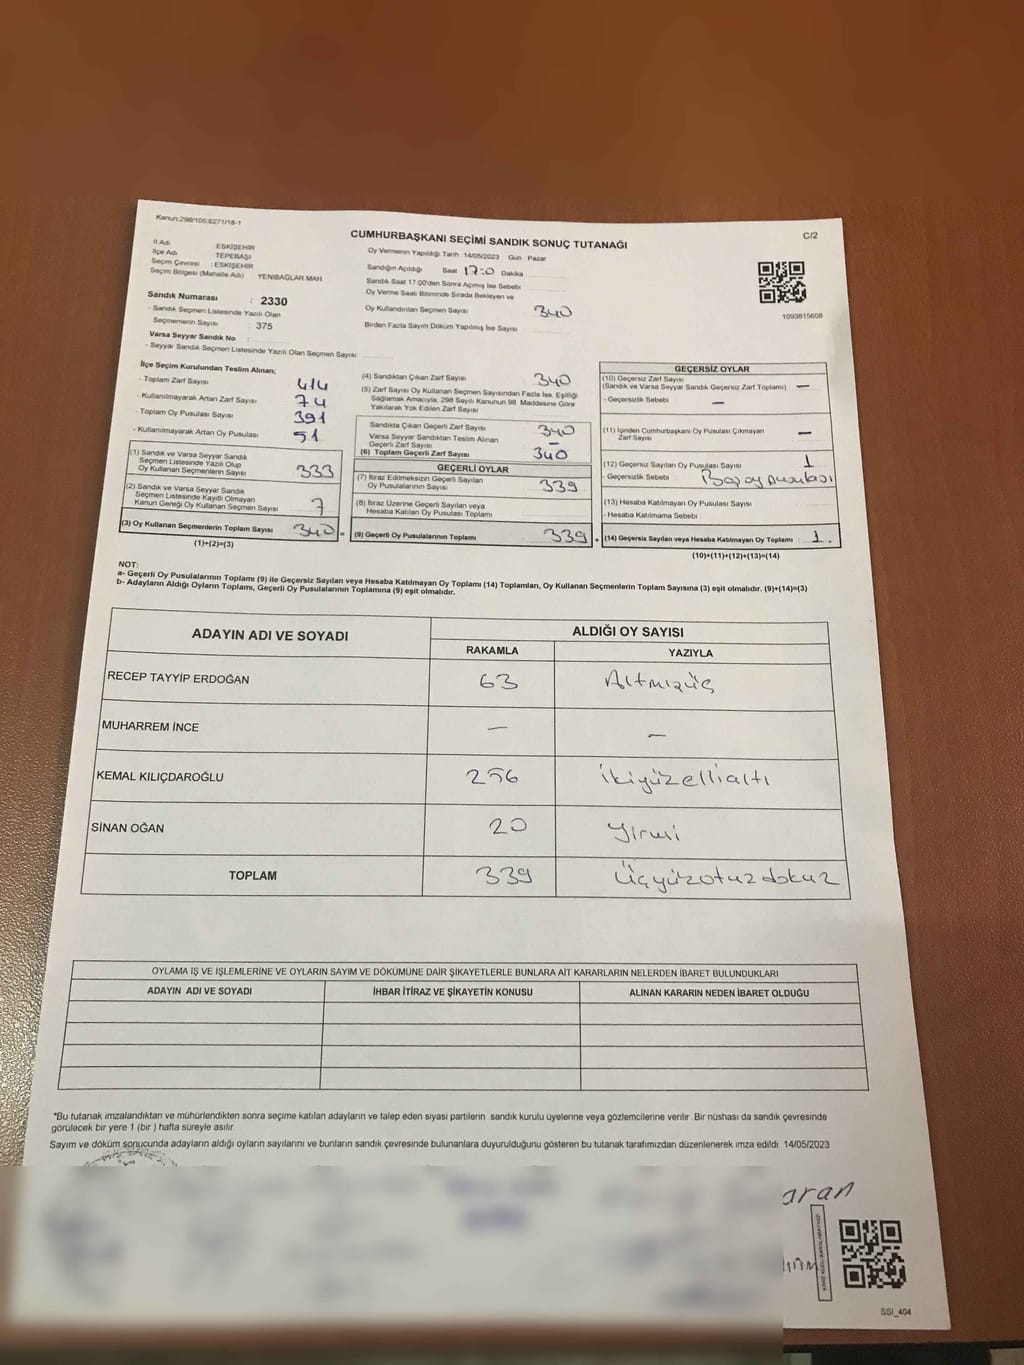 Kanun:298/105,6271/16-1
C/2
CUMHURBAŞKANI SEÇİMİ SANDIK SONUÇ TUTANAĞI
İl Adı : ESKİŞEHİR
İlçe Adı : TEPEBAŞI
Seçim Çevresi : ESKİŞEHİR
Seçim Bölgesi (Mahalle Adı) YENİBAĞLAR MAH.
Sandık Numarası : 2330
- Sandık Seçmen Listesinde Yazılı Olan
Seçmenlerin Sayısı : 375
Varsa Seyyar Sandık No :
- Seyyar Sandık Seçmen Listesinde Yazılı Olan Seçmen Sayısı
Oy Vermenin Yapıldığı Tarih : 14/05/2023 Gün : Pazar
Sandığın Açıldığı Saat 17:0 Dakika
Sandık Saat 17:00'den Sonra Açılmış İse Sebebi
Oy Verme Saati Bitiminde Sırada Bekleyen ve
Oy Kullandırılan Seçmen Sayısı 340
Birden Fazla Sayım Döküm Yapılmış İse Sayısı
1093815608
İlçe Seçim Kurulundan Teslim Alınan;
- Toplam Zarf Sayısı 414
- Kullanılmayarak Artan Zarf Sayısı 74
- Toplam Oy Pusulası Sayısı 391
- Kullanılmayarak Artan Oy Pusulası 51
(1) Sandık ve Varsa Seyyar Sandık
Seçmen Listesinde Yazılı Olup
Oy Kullanan Seçmenlerin Sayısı 333
(2) Sandık ve Varsa Seyyar Sandık
Seçmen Listesinde Kayıtlı Olmayan
Kanun Gereği Oy Kullanan Seçmen Sayısı 7
(3) Oy Kullanan Seçmenlerin Toplam Sayısı 340 =
(1)+(2)=(3)
(4) Sandıktan Çıkan Zarf Sayısı 340
(5) Zarf Sayısı Oy Kullanan Seçmen Sayısından Fazla İse, Eşitliği
Sağlamak Amacıyla; 298 Sayılı Kanunun 98. Maddesine Göre
Yakılarak Yok Edilen Zarf Sayısı
Sandıkta Çıkan Geçerli Zarf Sayısı 340
Varsa Seyyar Sandıktan Teslim Alınan
Geçerli Zarf Sayısı –
(6) Toplam Geçerli Zarf Sayısı 340
GEÇERLİ OYLAR
(7) İtiraz Edilmeksizin Geçerli Sayılan
Oy Pusulalarının Sayısı 339
(8) İtiraz Üzerine Geçerli Sayılan veya
Hesaba Katılan Oy Pusulası Toplamı
(9) Geçerli Oy Pusulalarının Toplamı 339 +
GEÇERSİZ OYLAR
(10) Geçersiz Zarf Sayısı
(Sandık ve Varsa Seyyar Sandık Geçersiz Zarf Toplamı) –
- Geçersizlik Sebebi –
(11) İçinden Cumhurbaşkanı Oy Pusulası Çıkmayan
Zarf Sayısı –
(12) Geçersiz Sayılan Oy Pusulası Sayısı 1
- Geçersizlik Sebebi Boş oy pusulası
(13) Hesaba Katılmayan Oy Pusulası Sayısı
- Hesaba Katılmama Sebebi
(14) Geçersiz Sayılan veya Hesaba Katılmayan Oy Toplamı : 1.
(10)+(11)+(12)+(13)=(14)
NOT:
a- Geçerli Oy Pusulalarının Toplamı (9) ile Geçersiz Sayılan veya Hesaba Katılmayan Oy Toplamı (14) Toplamları, Oy Kullanan Seçmenlerin Toplam Sayısına (3) eşit olmalıdır. (9)+(14)=(3)
b- Adayların Aldığı Oyların Toplamı, Geçerli Oy Pusulalarının Toplamına (9) eşit olmalıdır.
ADAYIN ADI VE SOYADI
ALDIĞI OY SAYISI
RAKAMLA YAZIYLA
RECEP TAYYİP ERDOĞAN 63 Altmışüç
MUHARREM İNCE – –
KEMAL KILIÇDAROĞLU 256 İkiyüzellialtı
SİNAN OĞAN 20 Yirmi
TOPLAM 339 Üçyüzotuzdokuz
OYLAMA İŞ VE İŞLEMLERİNE VE OYLARIN SAYIM VE DÖKÜMÜNE DAİR ŞİKAYETLERLE BUNLARA AİT KARARLARIN NELERDEN İBARET BULUNDUKLARI
ADAYIN ADI VE SOYADI İHBAR İTİRAZ VE ŞİKAYETİN KONUSU ALINAN KARARIN NEDEN İBARET OLDUĞU
*Bu tutanak imzalandıktan ve mühürlendikten sonra seçime katılan adayların ve talep eden siyasi partilerin sandık kurulu üyelerine veya gözlemcilerine verilir. Bir nüshası da sandık çevresinde
görülecek bir yere 1 (bir) hafta süreyle asılır.
Sayım ve döküm sonucunda adayların aldığı oyların sayılarını ve bunların sandık çevresinde bulunanlara duyurulduğunu gösteren bu tutanak tarafımızdan düzenlenerek imza edildi. 14/05/2023
aran
SSI_404